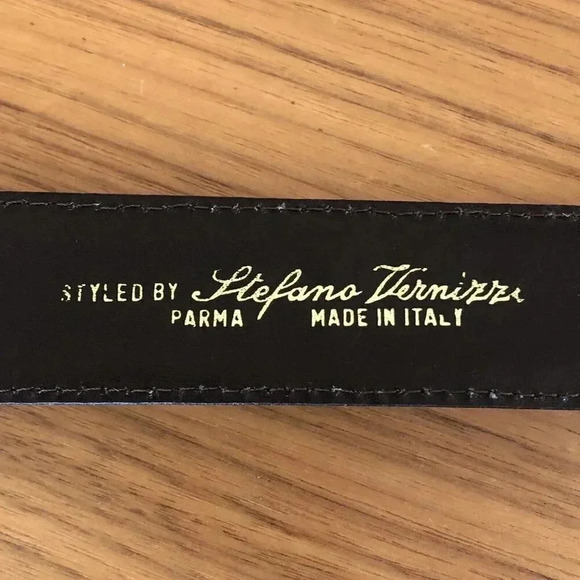 STYLED BY Stefano Vernizzi
PARMA MADE IN ITALY